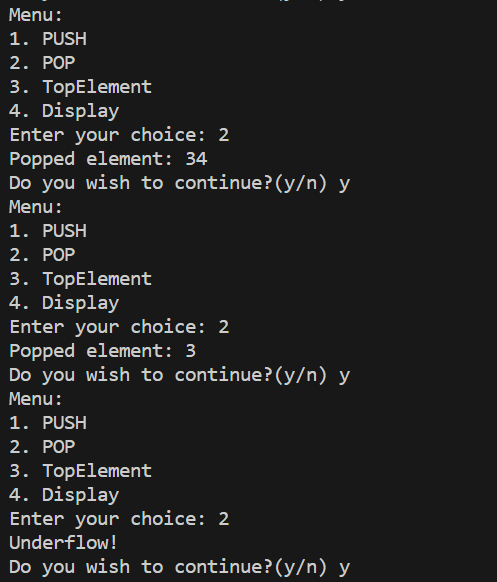 Menu:
1. PUSH
2. POP
3. TopElement
4. Display
Enter your choice: 2
Popped element: 34
Do you wish to continue?(y/n) y
Menu:
1. PUSH
2. POP
3. TopElement
4. Display
Enter your choice: 2
Popped element: 3
Do you wish to continue?(y/n) y
Menu:
1. PUSH
2. POP
3. TopElement
4. Display
Enter your choice: 2
Underflow!
Do you wish to continue?(y/n) y